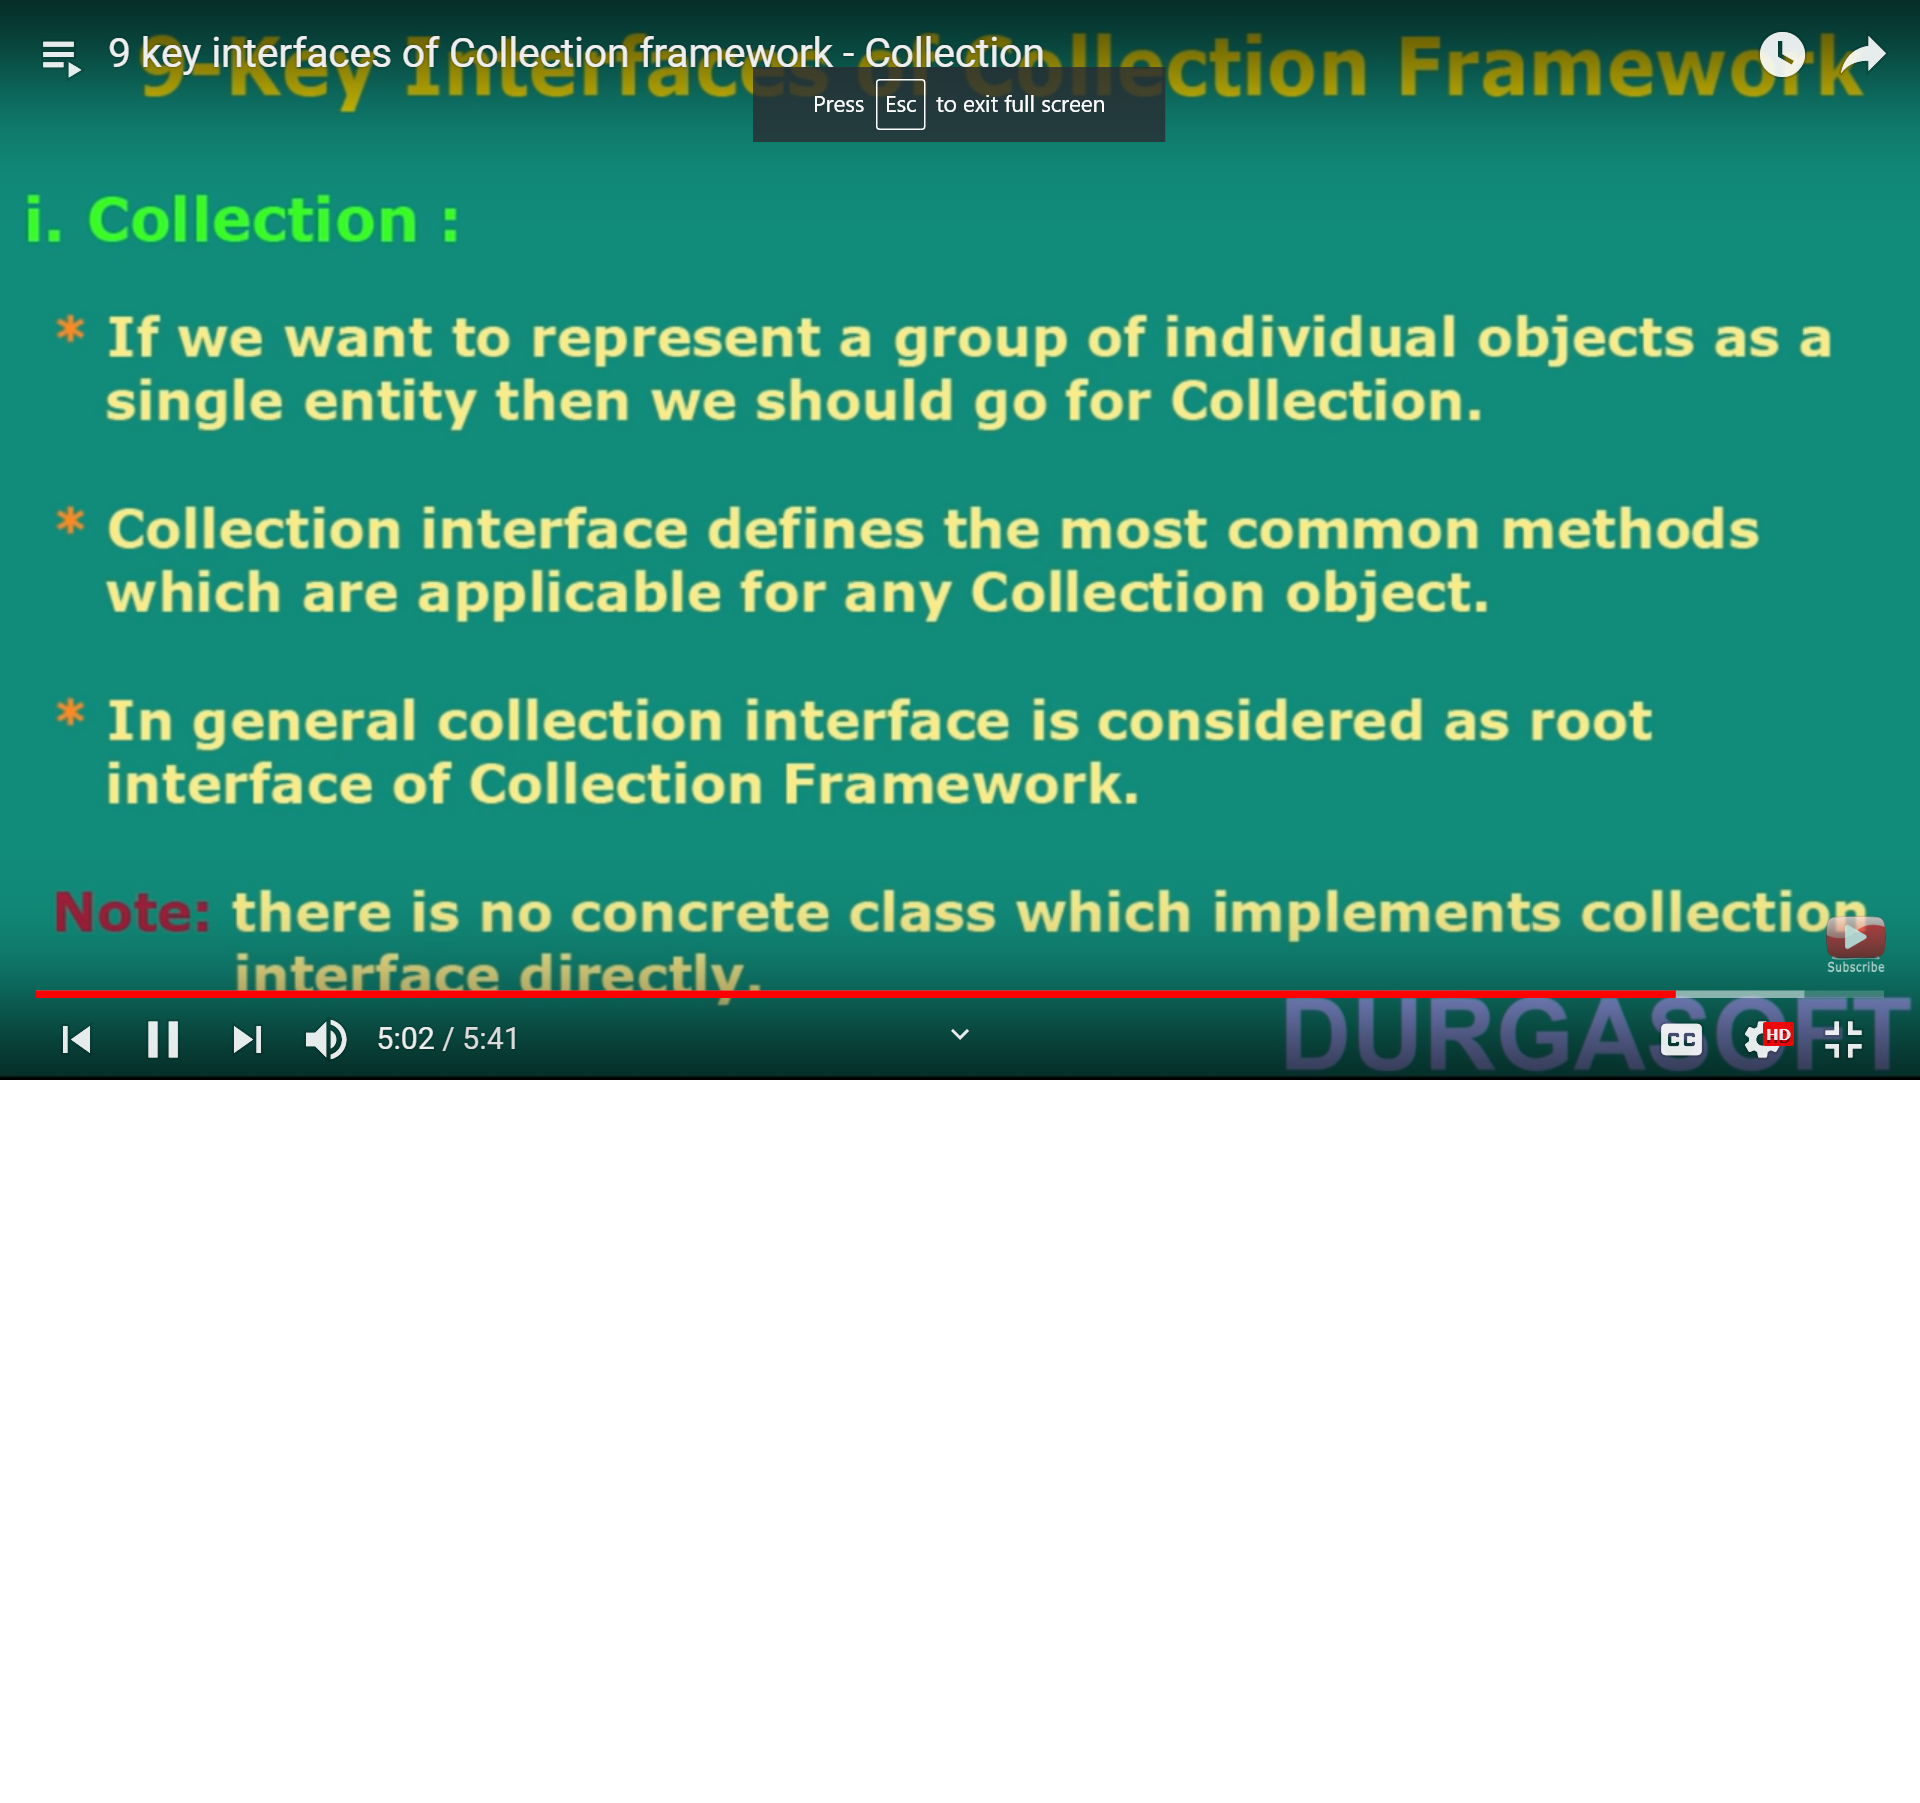 9 key interfaces of Collection framework - Collection
9-Key Interfaces of Collection Framework
Press Esc to exit full screen
i. Collection :
* If we want to represent a group of individual objects as a
single entity then we should go for Collection.
* Collection interface defines the most common methods
which are applicable for any Collection object.
* In general collection interface is considered as root
interface of Collection Framework.
Note: there is no concrete class which implements collection
interface directly.
Subscribe
5:02 / 5:41
CC
HD
DURGASOFT